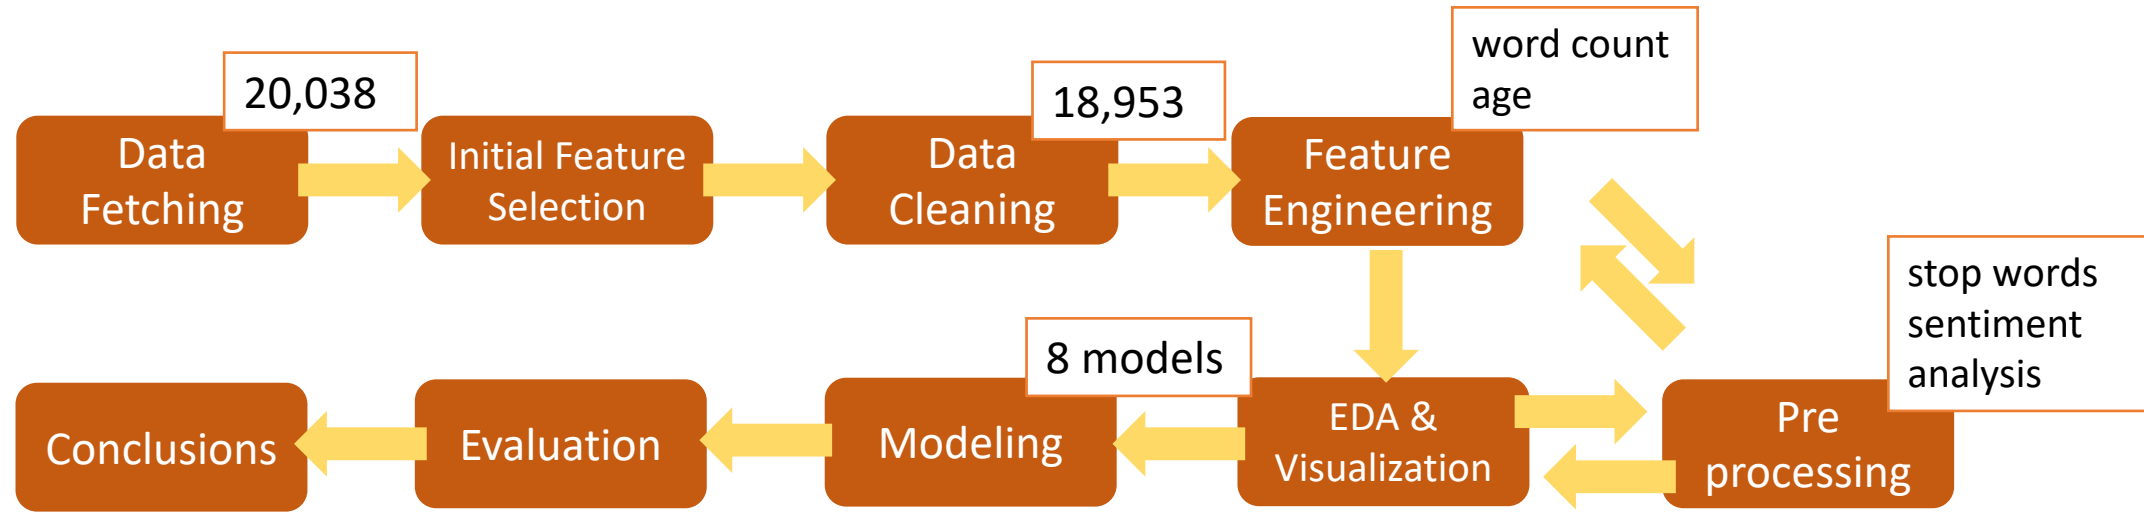 20,038
Data
Fetching
Initial Feature
Selection
18,953
Data
Cleaning
word count
age
Feature
Engineering
stop words
sentiment
analysis
Pre
processing
EDA &
Visualization
8 models
Modeling
Evaluation
Conclusions